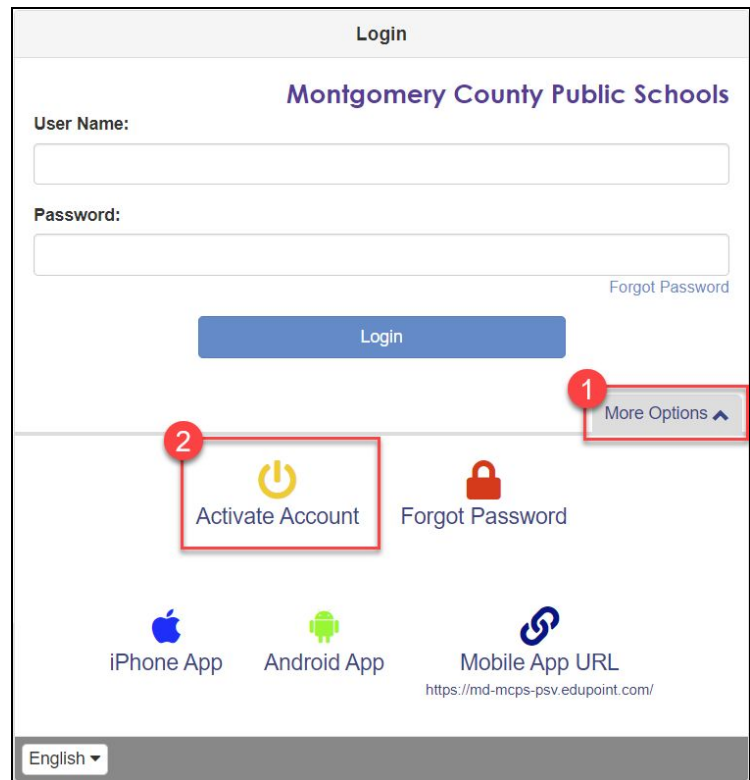 Login
Montgomery County Public Schools
User Name:
Password:
Forgot Password
Login
1
More Options
2
Activate Account
Forgot Password
iPhone App
Android App
Mobile App URL
https://md-mcps-psv.edupoint.com/
English